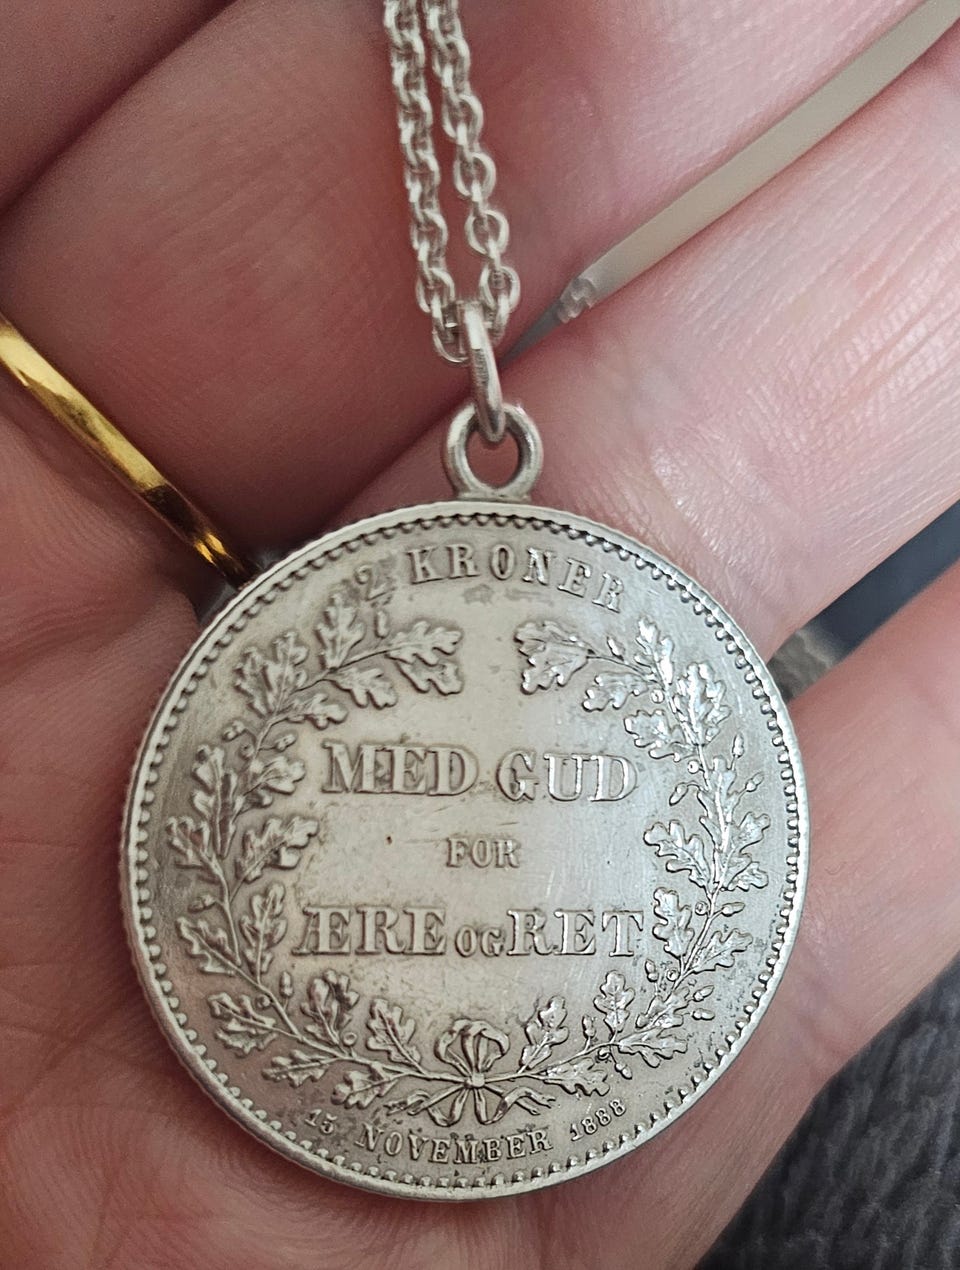 2 KRONER
MED GUD
FOR
ÆRE OG RET
15 NOVEMBER 1888